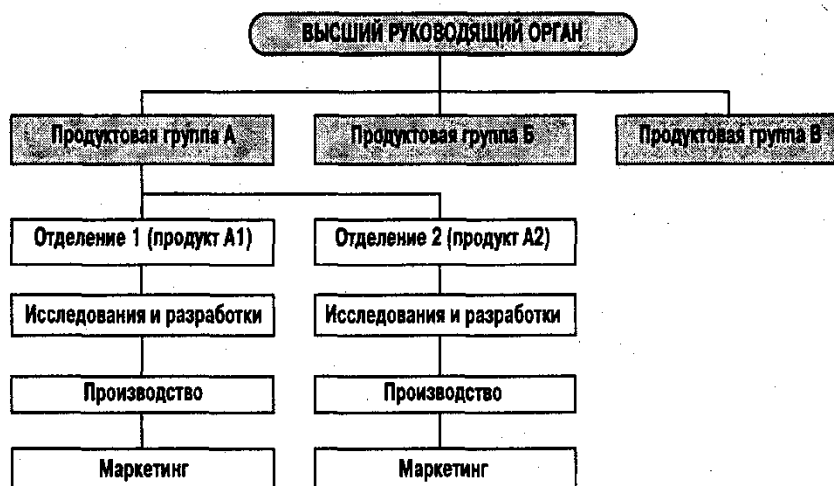 ВЫСШИЙ РУКОВОДЯЩИЙ ОРГАН
Продуктовая группа А
Продуктовая группа Б
Продуктовая группа В
Отделение 1 (продукт А1)
Отделение 2 (продукт А2)
Исследования и разработки
Исследования и разработки
Производство
Производство
Маркетинг
Маркетинг